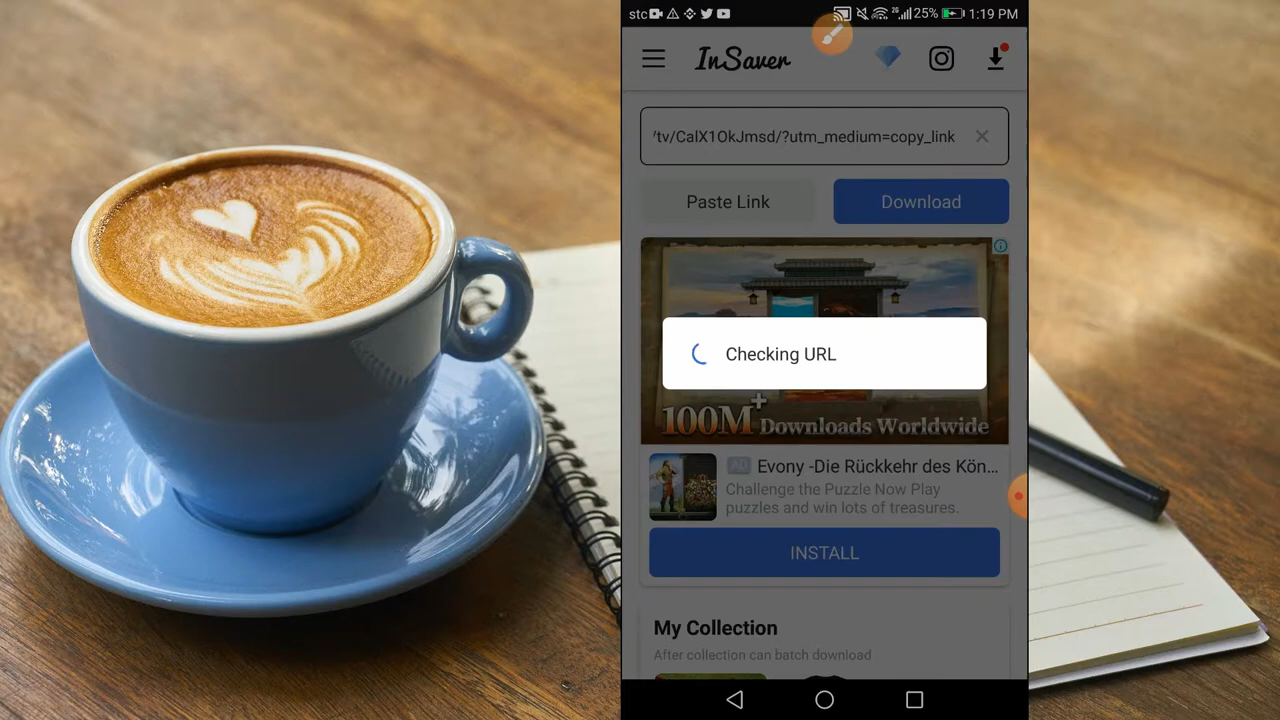 stc 25% 1:19 PM
InSaver
/tv/CalX1OkJmsd/?utm_medium=copy_link
Paste Link
Download
Checking URL
100M+ Downloads Worldwide
AD Evony -Die Rückkehr des Kön...
Challenge the Puzzle Now Play
puzzles and win lots of treasures.
INSTALL
My Collection
After collection can batch download